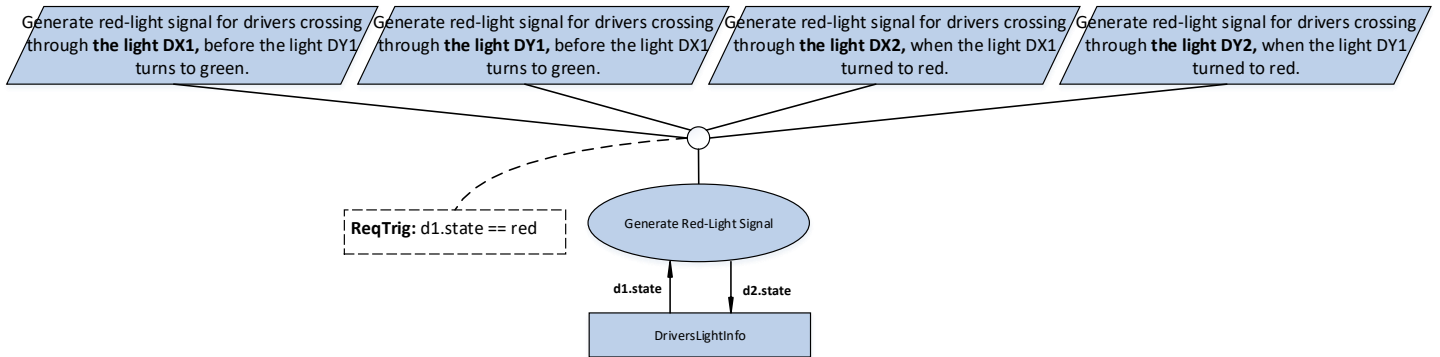 Generate red-light signal for drivers crossing
through the light DX1, before the light DY1
turns to green.
Generate red-light signal for drivers crossing
through the light DY1, before the light DX1
turns to green.
Generate red-light signal for drivers crossing
through the light DX2, when the light DX1
turned to red.
Generate red-light signal for drivers crossing
through the light DY2, when the light DY1
turned to red.
ReqTrig: d1.state == red
Generate Red-Light Signal
d1.state
d2.state
DriversLightInfo